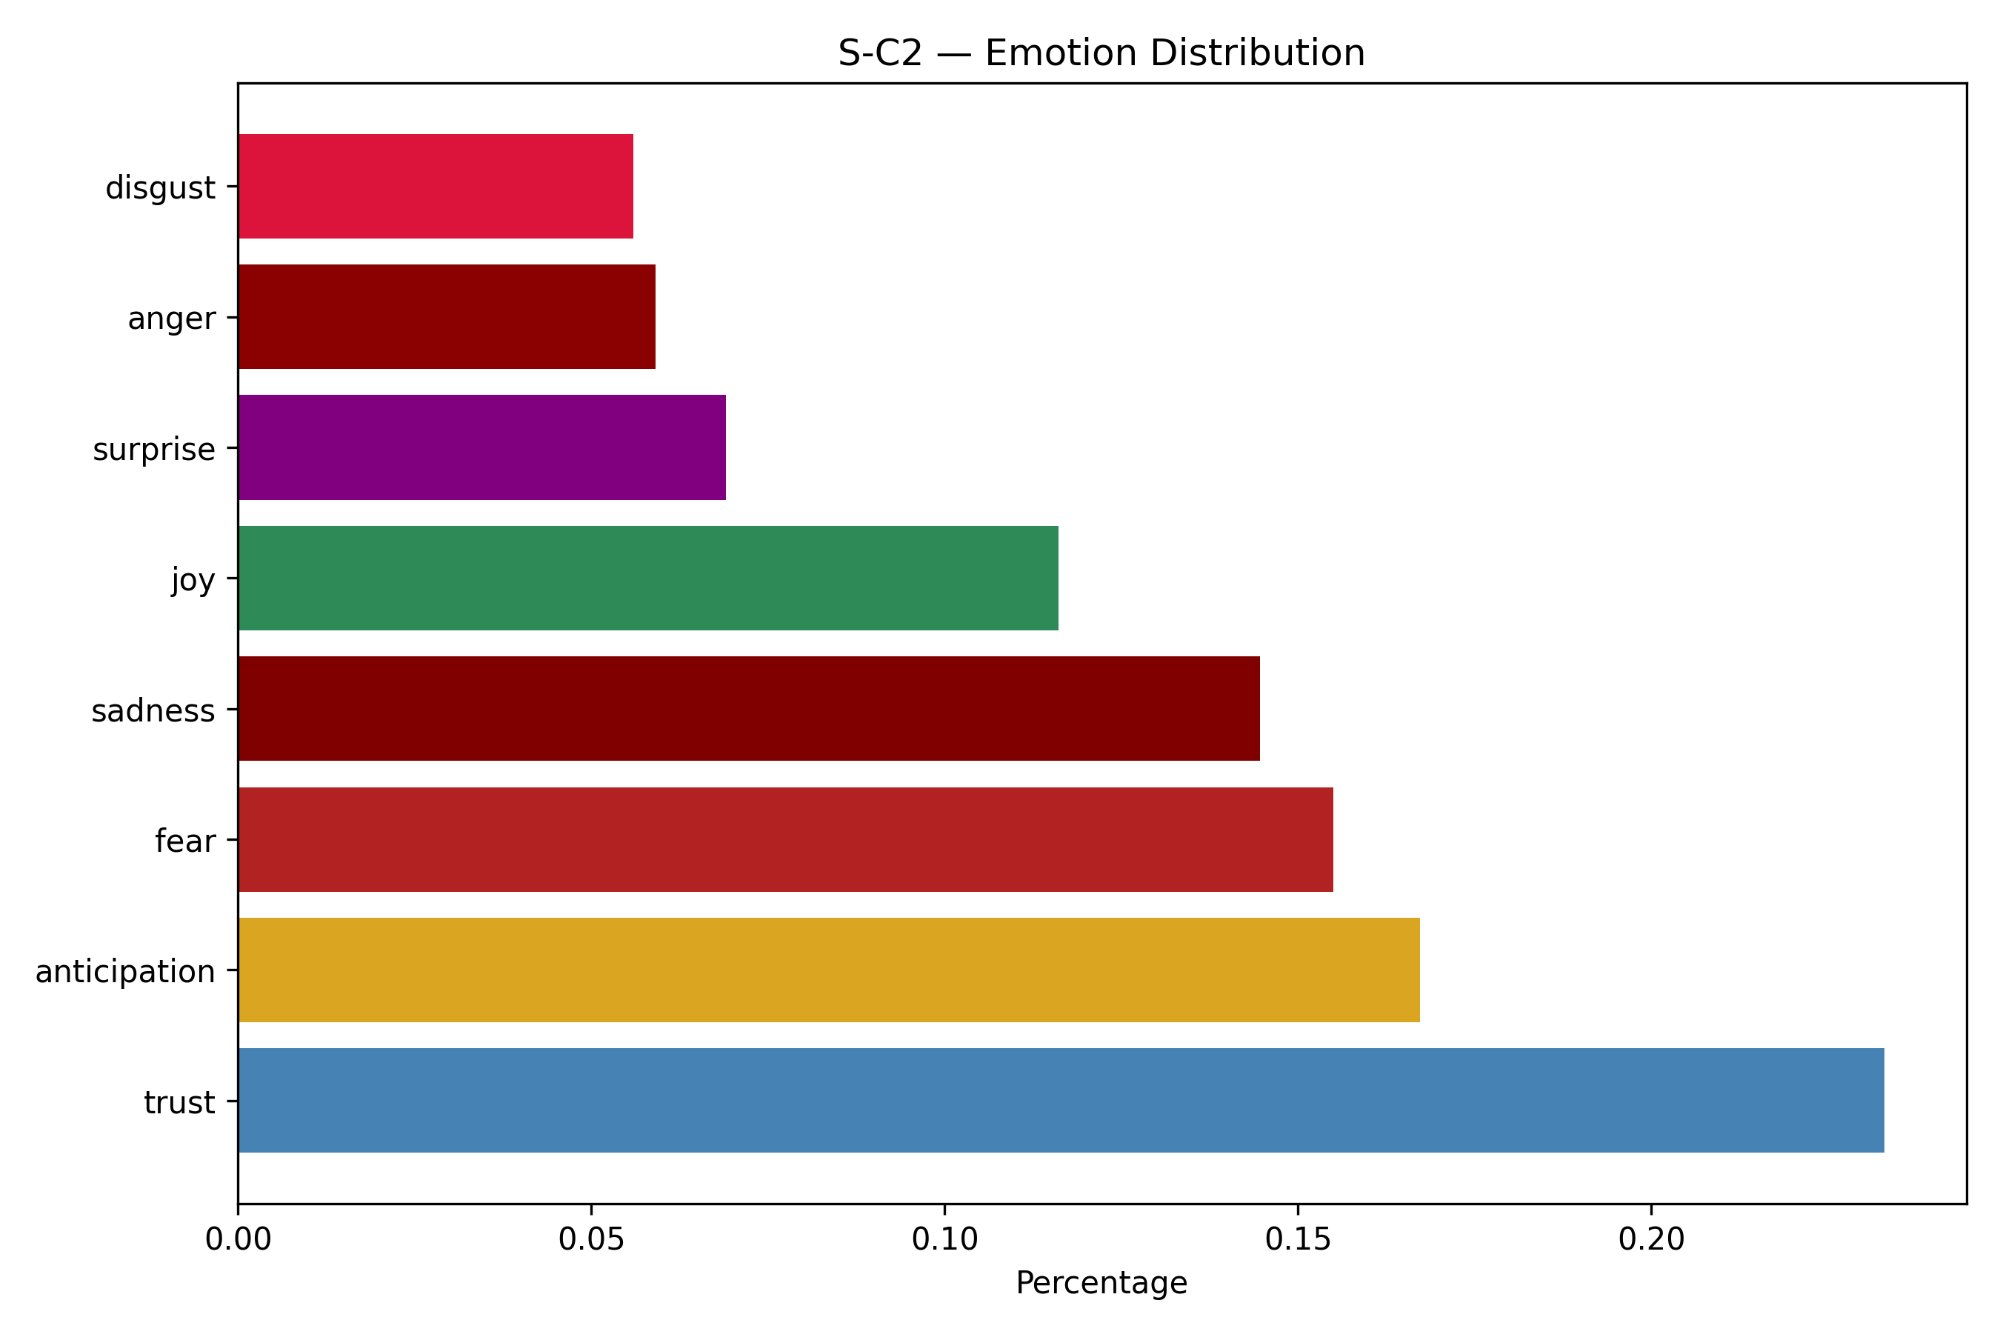 S-C2 — Emotion Distribution
disgust
anger
surprise
joy
sadness
fear
anticipation
trust
0.00 0.05 0.10 0.15 0.20
Percentage